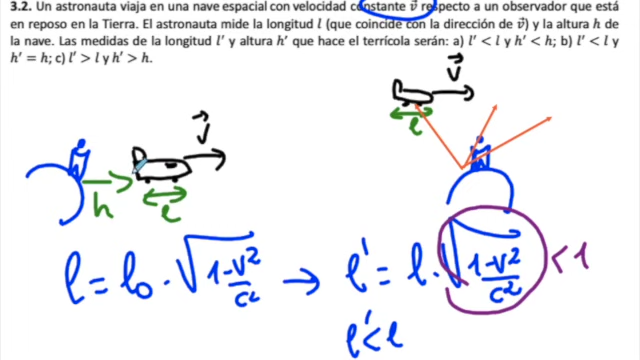 3.2. Un astronauta viaja en una nave espacial con velocidad constante v⃗ respecto a un observador que está
en reposo en la Tierra. El astronauta mide la longitud l (que coincide con la dirección de v⃗) y la altura h de
la nave. Las medidas de la longitud l′ y altura h′ que hace el terrícola serán: a) l′ < l y h′ < h; b) l′ < l y
h′ = h; c) l′ > l y h′ > h.
v⃗
l
v⃗
h
l
l = l₀ · √(1-v²/c²) → l' = l · √(1-v²/c²) < 1
l' < l